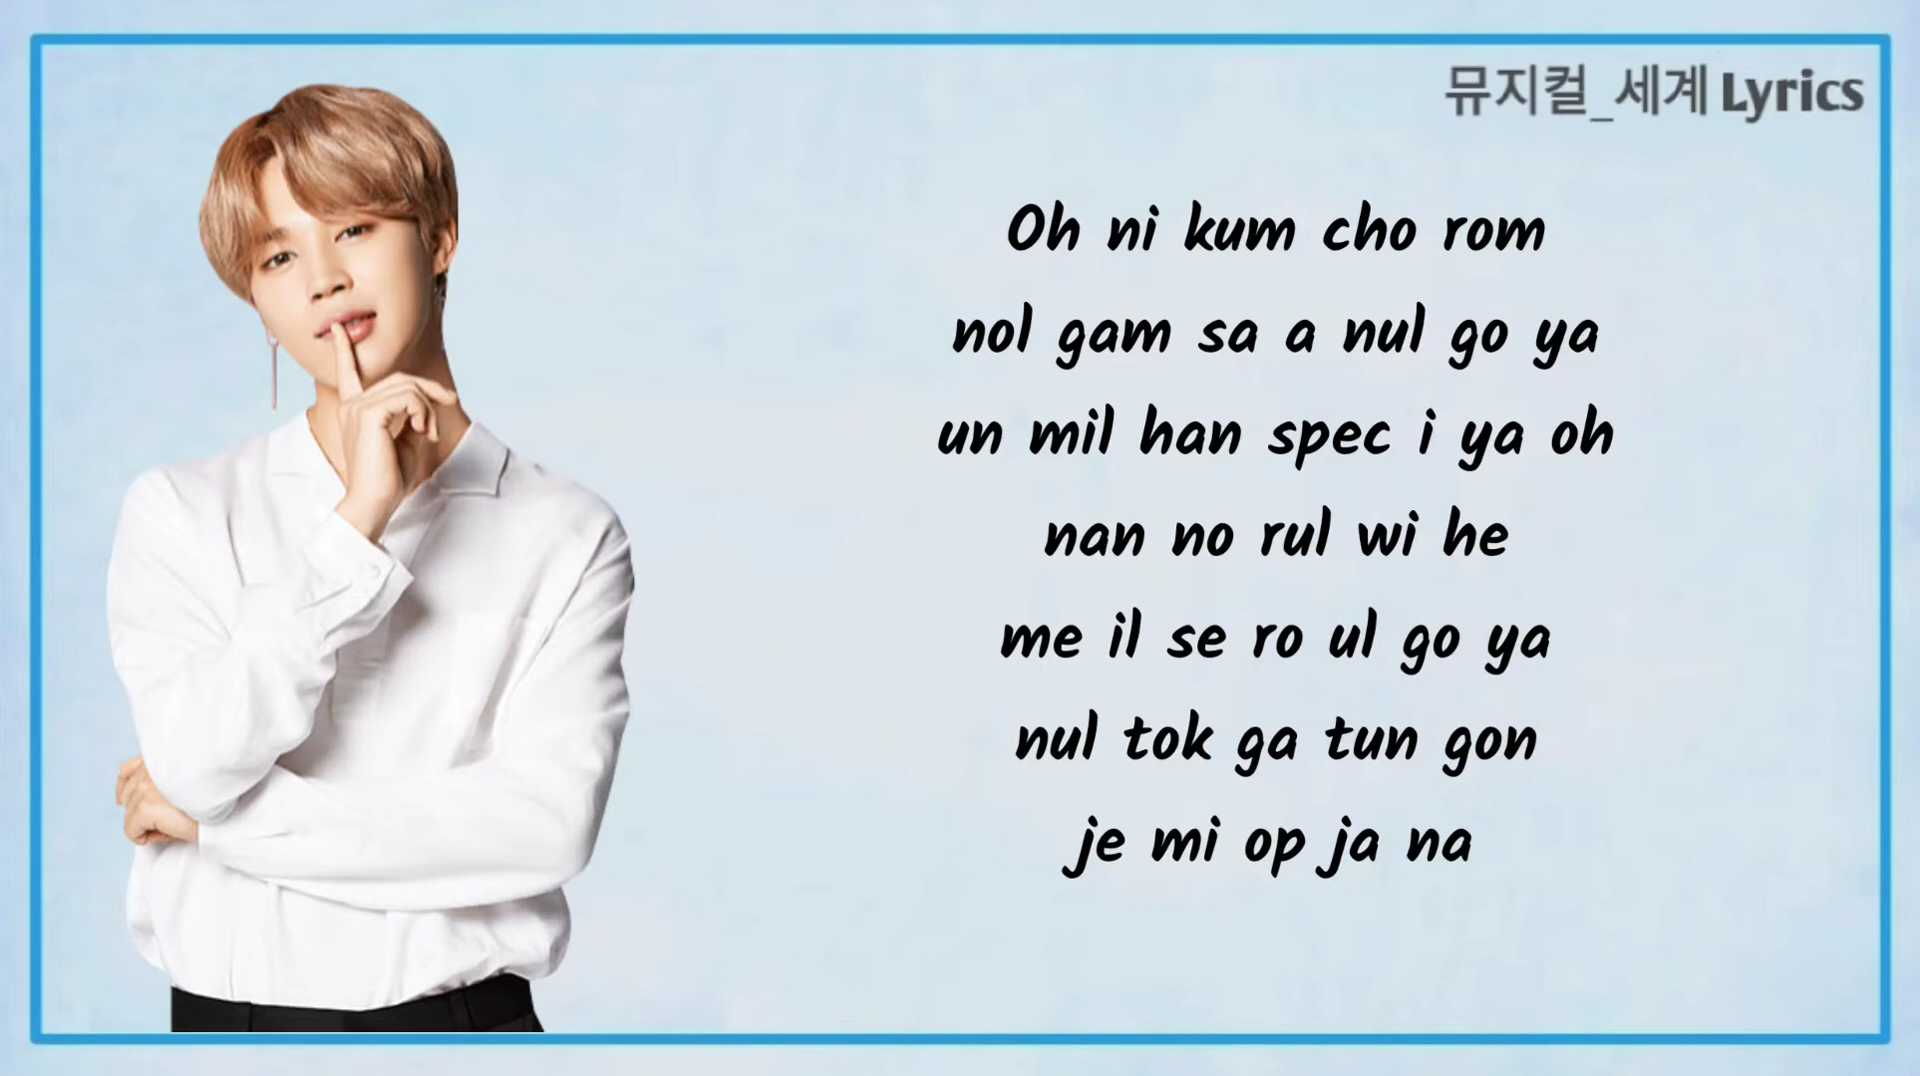 뮤지컬_세계 Lyrics
Oh ni kum cho rom
nol gam sa a nul go ya
un mil han spec i ya oh
nan no rul wi he
me il se ro ul go ya
nul tok ga tun gon
je mi op ja na